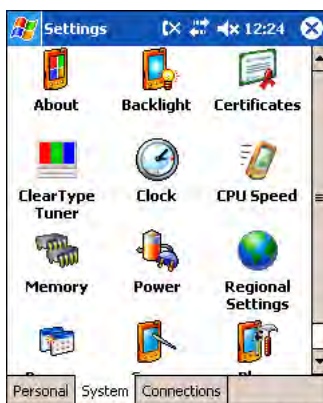 Settings 12:24
About Backlight Certificates
ClearType Clock CPU Speed
Tuner
Memory Power Regional
Settings
Personal System Connections